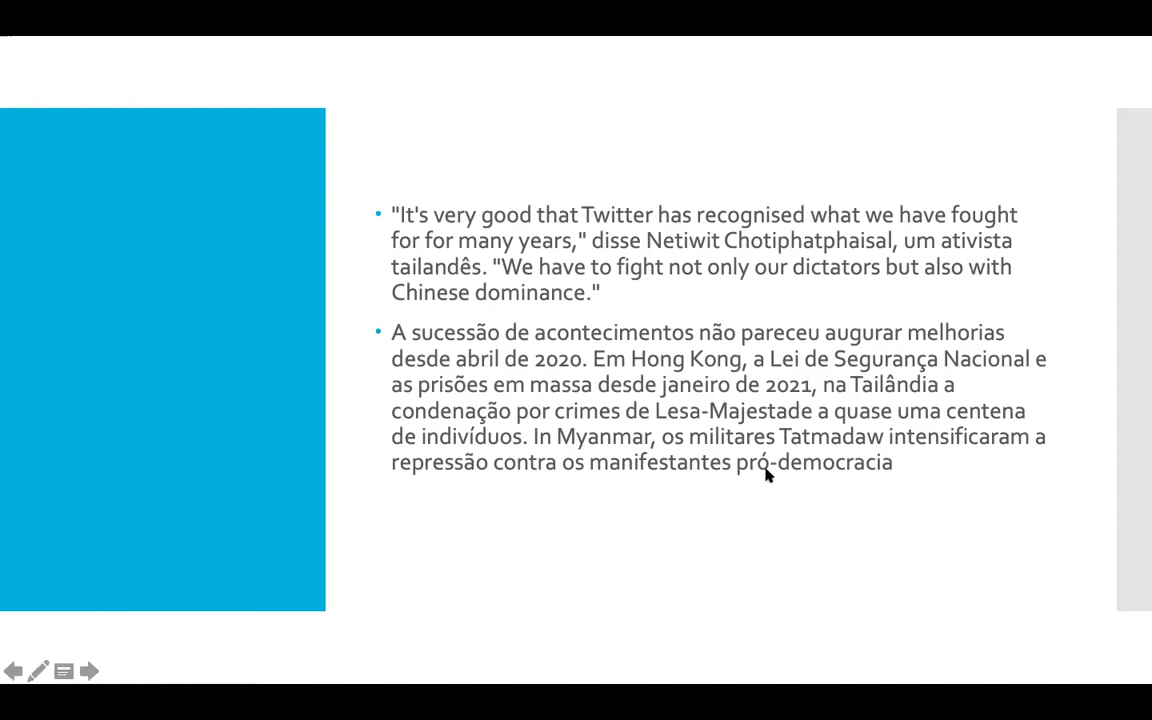 • "It's very good that Twitter has recognised what we have fought
for for many years," disse Netiwit Chotiphatphaisal, um ativista
tailandês. "We have to fight not only our dictators but also with
Chinese dominance."
• A sucessão de acontecimentos não pareceu augurar melhorias
desde abril de 2020. Em Hong Kong, a Lei de Segurança Nacional e
as prisões em massa desde janeiro de 2021, na Tailândia a
condenação por crimes de Lesa-Majestade a quase uma centena
de indivíduos. In Myanmar, os militares Tatmadaw intensificaram a
repressão contra os manifestantes pró-democracia